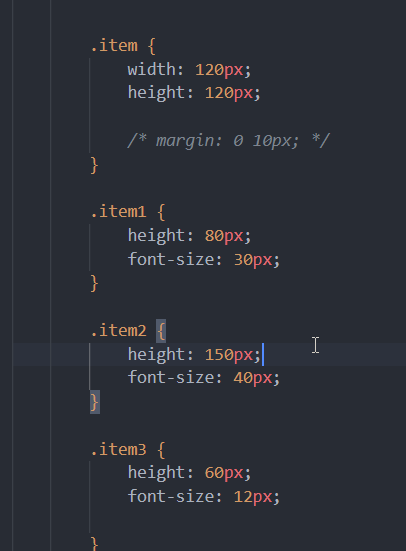 .item {
width: 120px;
height: 120px;
/* margin: 0 10px; */
}
.item1 {
height: 80px;
font-size: 30px;
}
.item2 {
height: 150px;
font-size: 40px;
}
.item3 {
height: 60px;
font-size: 12px;
}